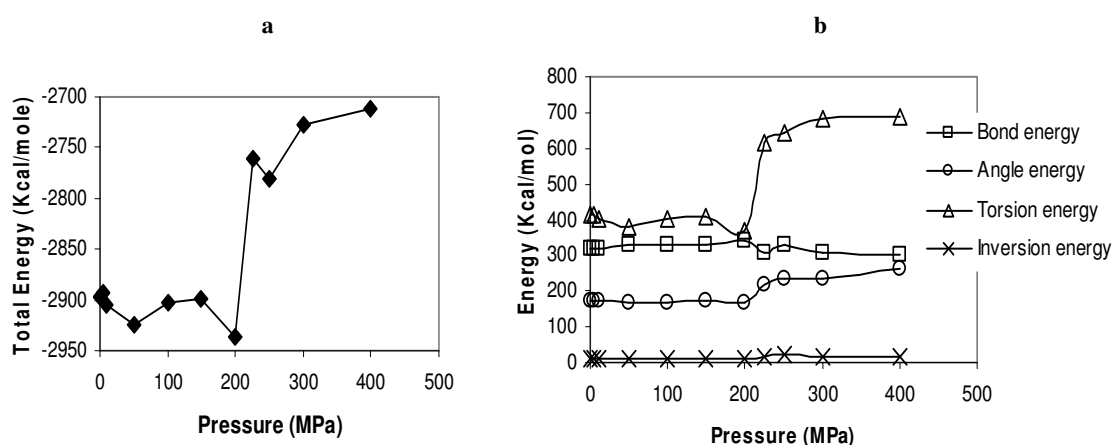 a
Total Energy (Kcal/mole)
-2700
-2750
-2800
-2850
-2900
-2950
0 100 200 300 400 500
Pressure (MPa)
b
Energy (Kcal/mol)
800
700
600
500
400
300
200
100
0
0 100 200 300 400 500
Pressure (MPa)
Bond energy
Angle energy
Torsion energy
Inversion energy